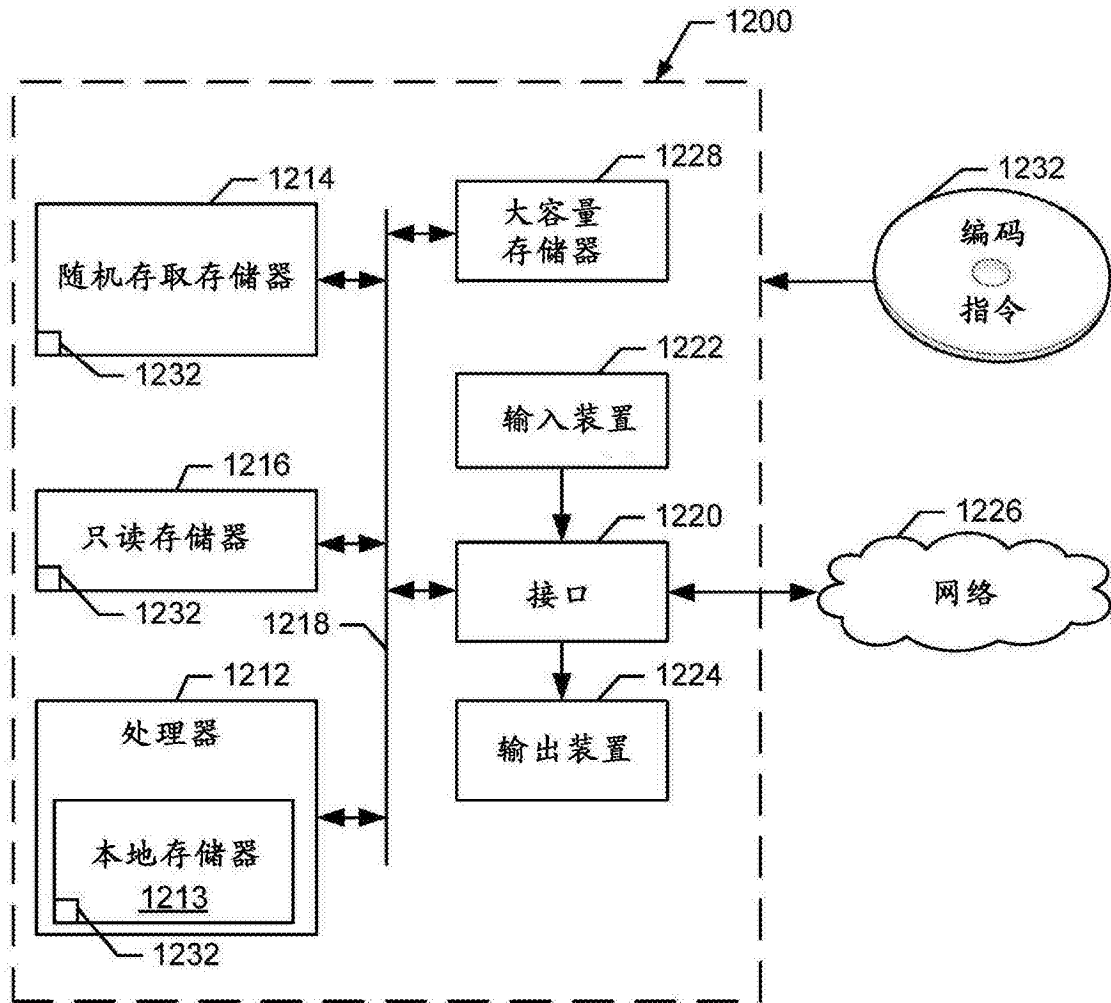 1200
1214
随机存取存储器
1232
1228
大容量
存储器
1232
编码
指令
1222
输入装置
1216
只读存储器
1232
1218
1220
接口
1226
网络
1212
处理器
本地存储器
1213
1232
1224
输出装置